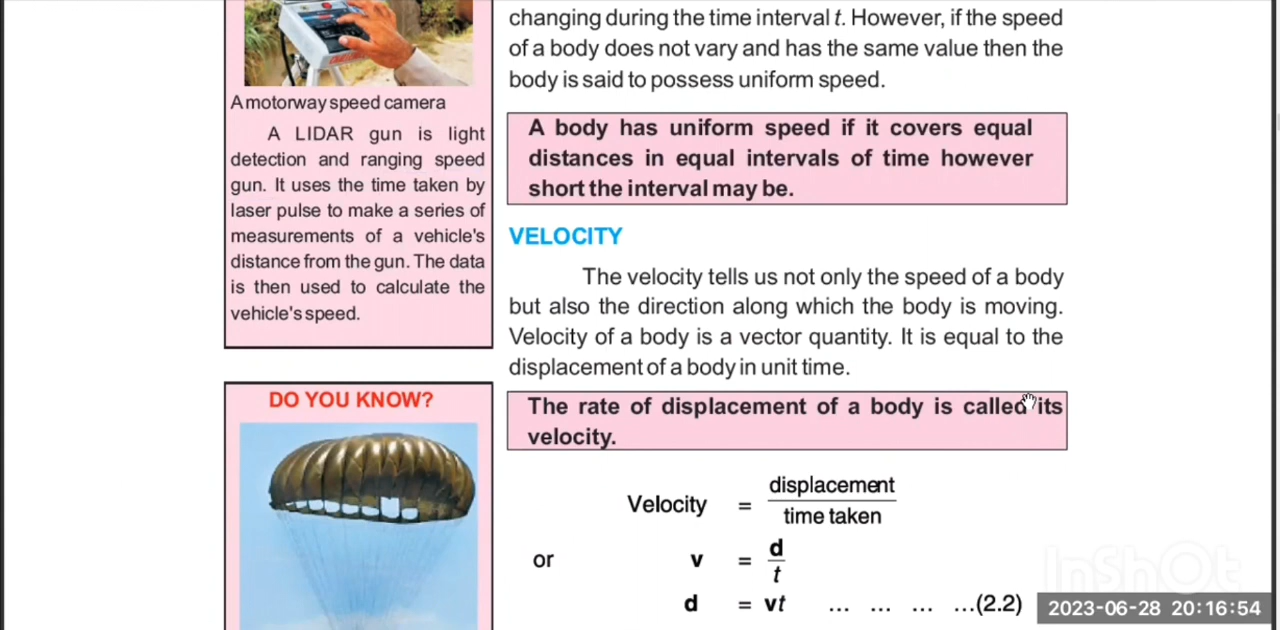 A motorway speed camera
A LIDAR gun is light
detection and ranging speed
gun. It uses the time taken by
laser pulse to make a series of
measurements of a vehicle's
distance from the gun. The data
is then used to calculate the
vehicle's speed.
DO YOU KNOW?
changing during the time interval t. However, if the speed
of a body does not vary and has the same value then the
body is said to possess uniform speed.
A body has uniform speed if it covers equal
distances in equal intervals of time however
short the interval may be.
VELOCITY
The velocity tells us not only the speed of a body
but also the direction along which the body is moving.
Velocity of a body is a vector quantity. It is equal to the
displacement of a body in unit time.
The rate of displacement of a body is called its
velocity.
Velocity = displacement / time taken
or v = d / t
d = vt ... ... ... ...(2.2)
InShOt
2023-06-28 20:16:54